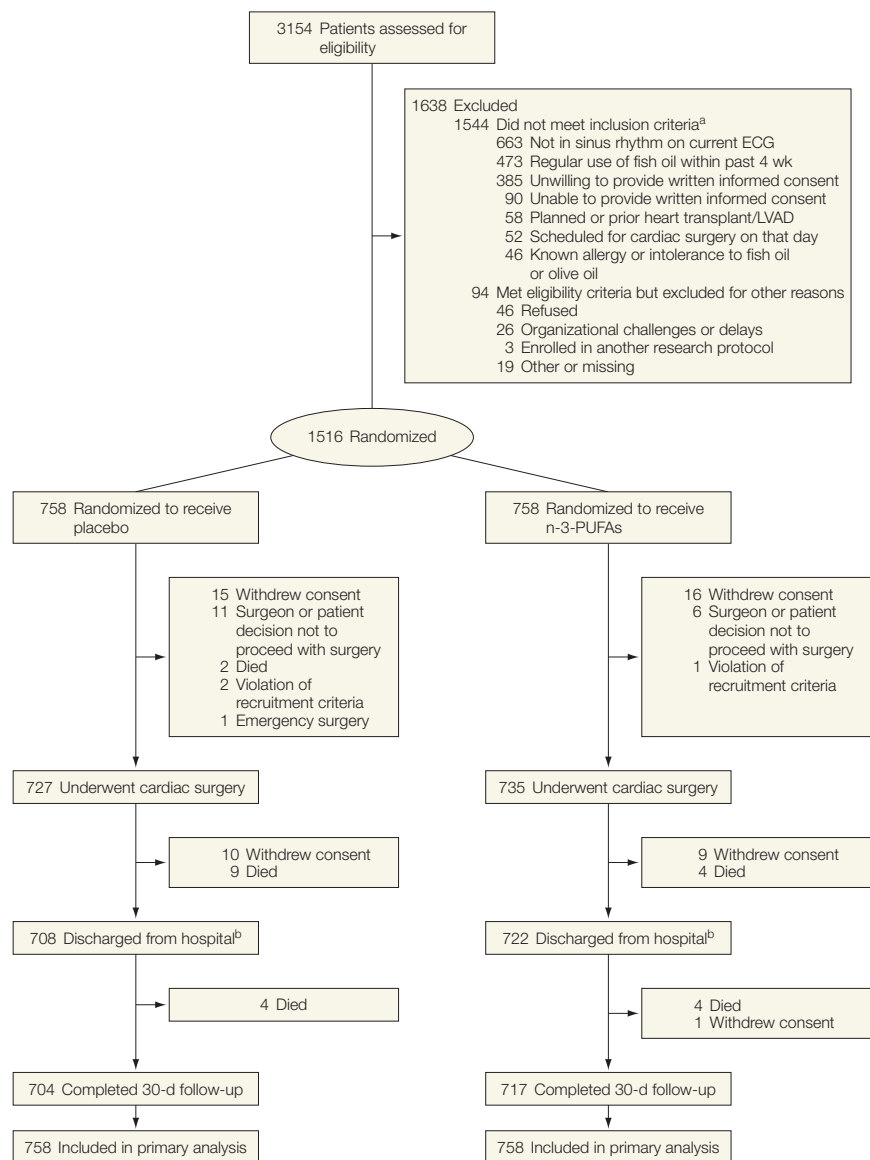 3154 Patients assessed for
eligibility
1638 Excluded
1544 Did not meet inclusion criteriaa
663 Not in sinus rhythm on current ECG
473 Regular use of fish oil within past 4 wk
385 Unwilling to provide written informed consent
90 Unable to provide written informed consent
58 Planned or prior heart transplant/LVAD
52 Scheduled for cardiac surgery on that day
46 Known allergy or intolerance to fish oil
or olive oil
94 Met eligibility criteria but excluded for other reasons
46 Refused
26 Organizational challenges or delays
3 Enrolled in another research protocol
19 Other or missing
1516 Randomized
758 Randomized to receive
placebo
15 Withdrew consent
11 Surgeon or patient
decision not to
proceed with surgery
2 Died
2 Violation of
recruitment criteria
1 Emergency surgery
727 Underwent cardiac surgery
10 Withdrew consent
9 Died
708 Discharged from hospitalb
4 Died
704 Completed 30-d follow-up
758 Included in primary analysis
758 Randomized to receive
n-3-PUFAs
16 Withdrew consent
6 Surgeon or patient
decision not to
proceed with surgery
1 Violation of
recruitment criteria
735 Underwent cardiac surgery
9 Withdrew consent
4 Died
722 Discharged from hospitalb
4 Died
1 Withdrew consent
717 Completed 30-d follow-up
758 Included in primary analysis